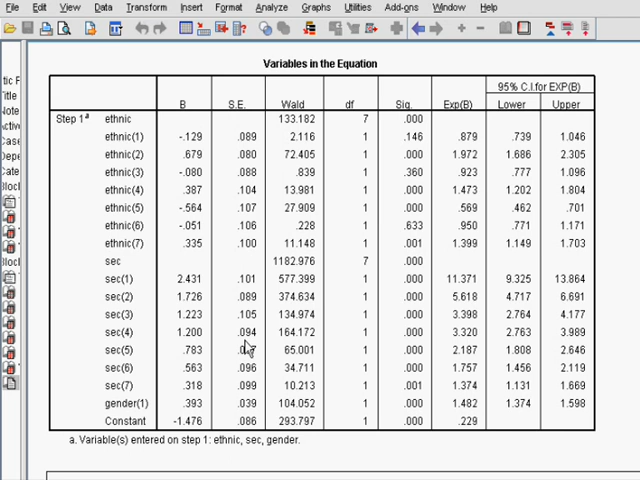 File Edit View Data Transform Insert Format Analyze Graphs Utilities Add-ons Window Help
Variables in the Equation
95% C.I.for EXP(B)
B S.E. Wald df Sig. Exp(B) Lower Upper
Step 1a ethnic 133.182 7 .000
ethnic(1) -.129 .089 2.116 1 .146 .879 .739 1.046
ethnic(2) .679 .080 72.405 1 .000 1.972 1.686 2.305
ethnic(3) -.080 .088 .839 1 .360 .923 .777 1.096
ethnic(4) .387 .104 13.981 1 .000 1.473 1.202 1.804
ethnic(5) -.564 .107 27.909 1 .000 .569 .462 .701
ethnic(6) -.051 .106 .228 1 .633 .950 .771 1.171
ethnic(7) .335 .100 11.148 1 .001 1.399 1.149 1.703
sec 1182.976 7 .000
sec(1) 2.431 .101 577.399 1 .000 11.371 9.325 13.864
sec(2) 1.726 .089 374.634 1 .000 5.618 4.717 6.691
sec(3) 1.223 .105 134.974 1 .000 3.398 2.764 4.177
sec(4) 1.200 .094 164.172 1 .000 3.320 2.763 3.989
sec(5) .783 65.001 1 .000 2.187 1.808 2.646
sec(6) .563 .096 34.711 1 .000 1.757 1.456 2.119
sec(7) .318 .099 10.213 1 .001 1.374 1.131 1.669
gender(1) .393 .039 104.052 1 .000 1.482 1.374 1.598
Constant -1.476 .086 293.797 1 .000 .229
a. Variable(s) entered on step 1: ethnic, sec, gender.